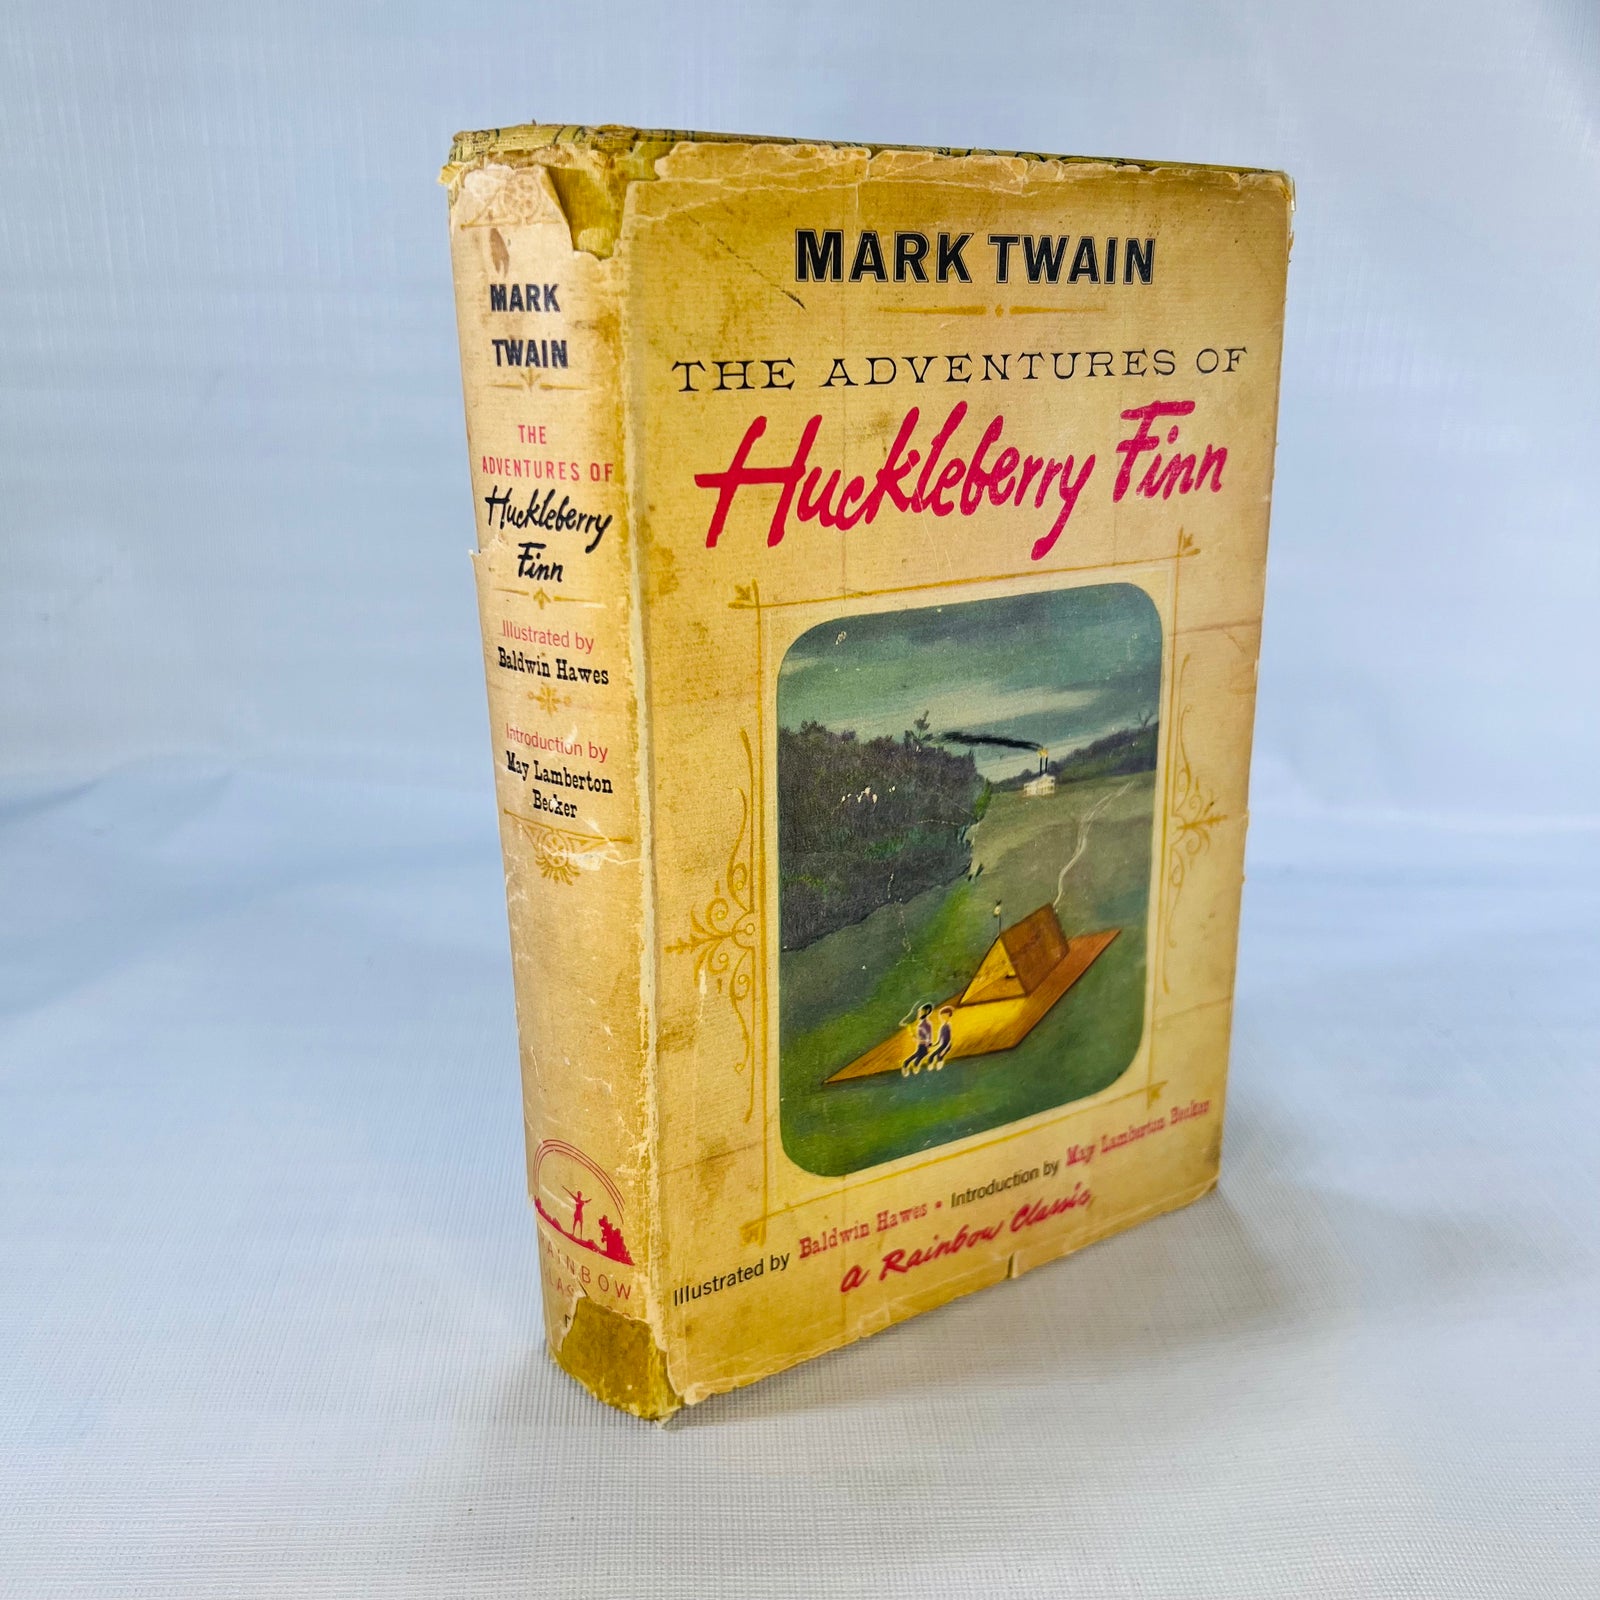 MARK
TWAIN
THE
ADVENTURES OF
Huckleberry
Finn
Illustrated by
Baldwin Hawes
Introduction by
May Lamberton
Becker
MARK TWAIN
THE ADVENTURES OF
Huckleberry Finn
Illustrated by Baldwin Hawes • Introduction by May Lamberton Becker
a Rainbow Classic